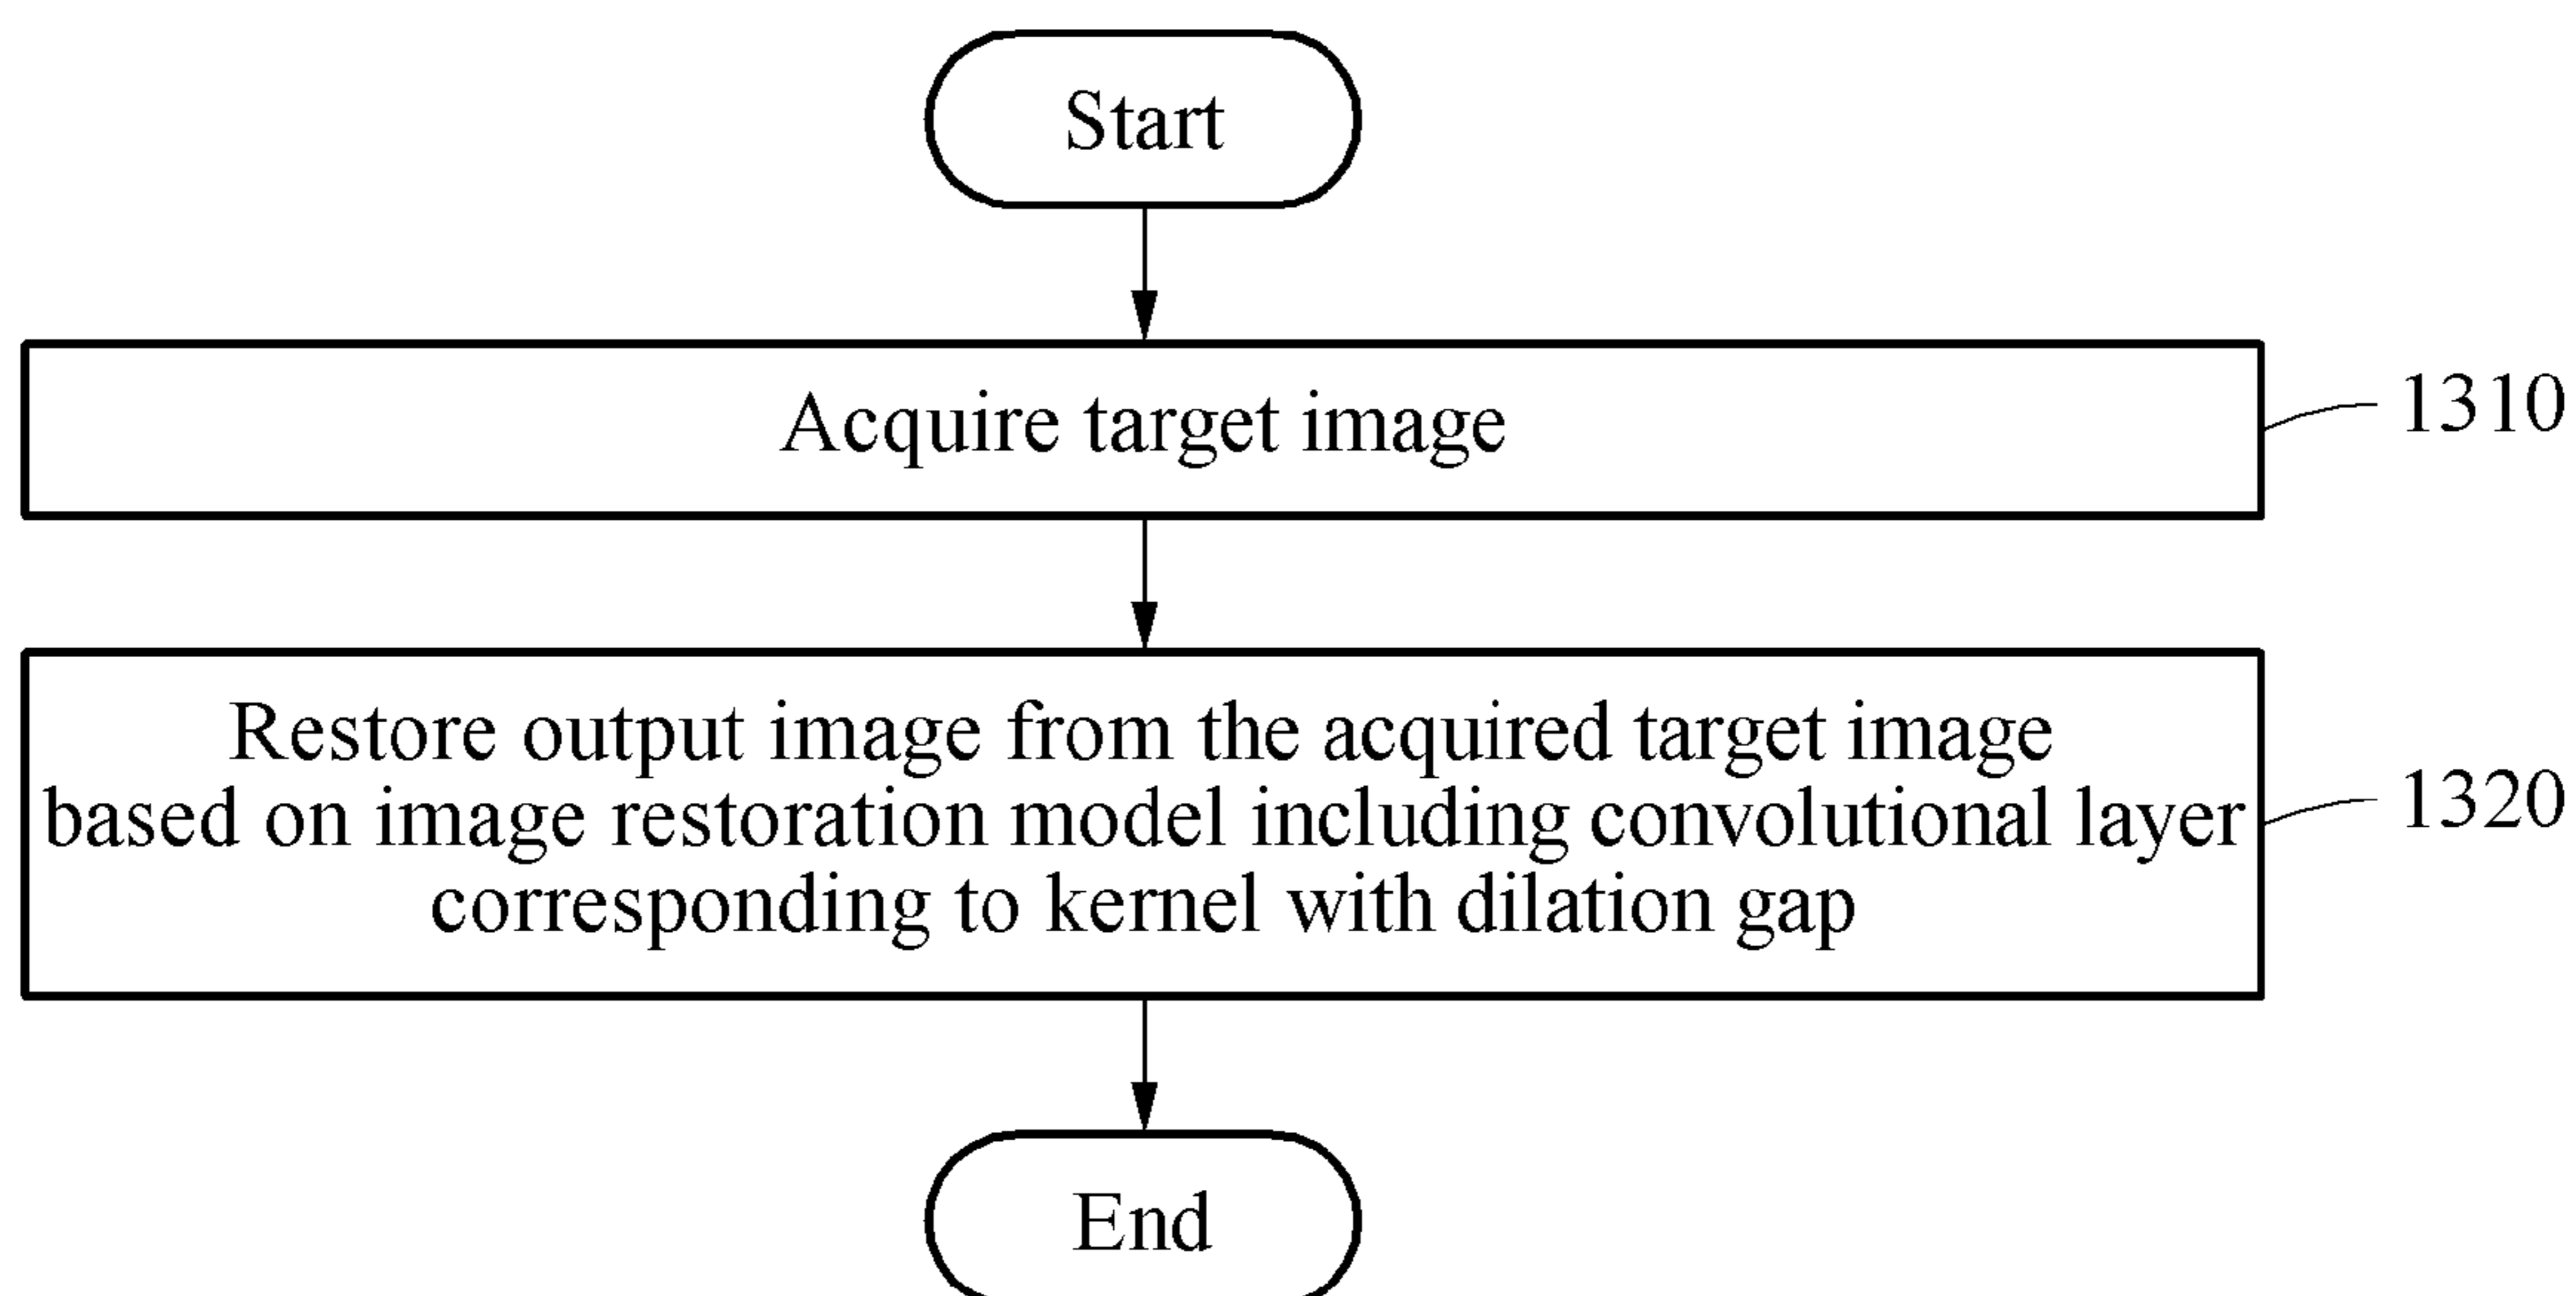 Start
Acquire target image
1310
Restore output image from the acquired target image
based on image restoration model including convolutional layer
corresponding to kernel with dilation gap
1320
End